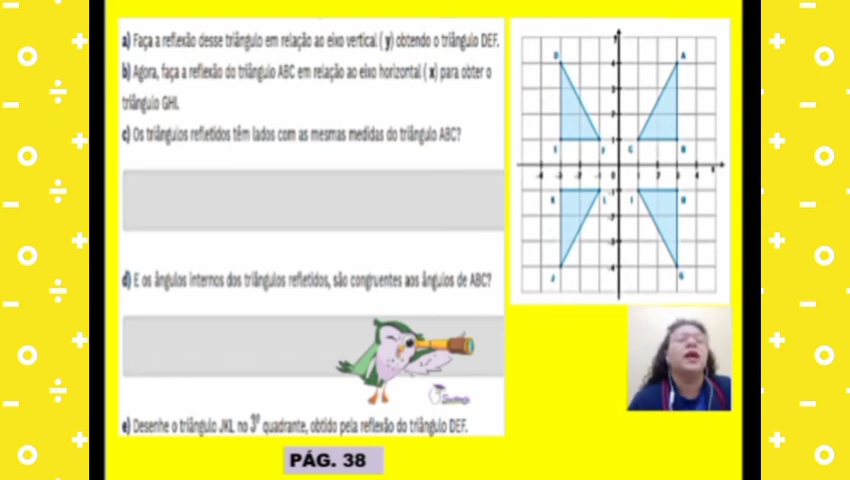 a) Faça a reflexão desse triângulo em relação ao eixo vertical ( y) obtendo o triângulo DEF.
b) Agora, faça a reflexão do triângulo ABC em relação ao eixo horizontal ( x) para obter o
triângulo GHI.
c) Os triângulos refletidos têm lados com as mesmas medidas do triângulo ABC?
d) E os ângulos internos dos triângulos refletidos, são congruentes aos ângulos de ABC?
e) Desenhe o triângulo JKL no 3º quadrante, obtido pela reflexão do triângulo DEF.
PÁG. 38
y
D A
E F C B
K L I H
J G